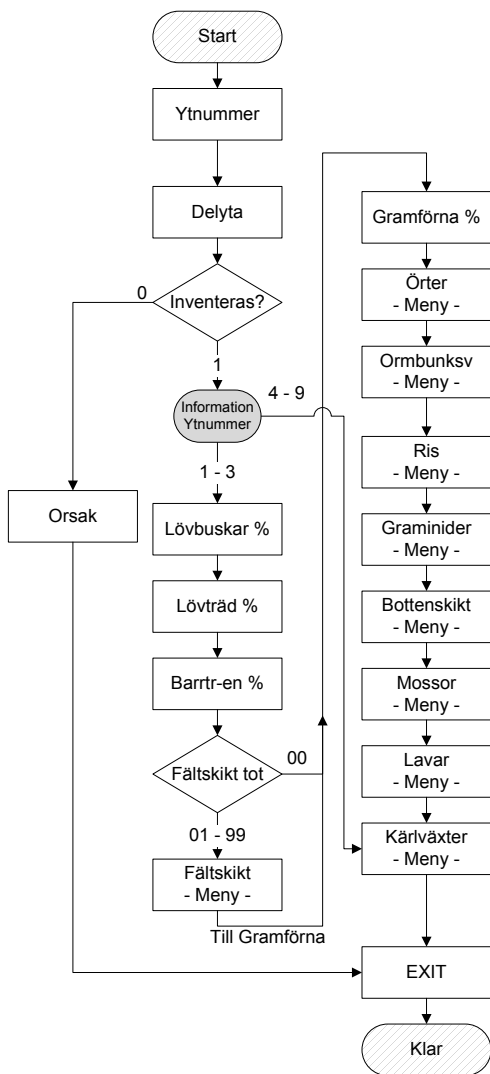 Start
Ytnummer
Delyta
Inventeras?
0
1
Information
Ytnummer
4 - 9
1 - 3
Orsak
Lövbuskar %
Lövträd %
Barrtr-en %
Fältskikt tot
00
01 - 99
Fältskikt
- Meny -
Till Gramförna
Gramförna %
Örter
- Meny -
Ormbunksv
- Meny -
Ris
- Meny -
Graminider
- Meny -
Bottenskikt
- Meny -
Mossor
- Meny -
Lavar
- Meny -
Kärlväxter
- Meny -
EXIT
Klar